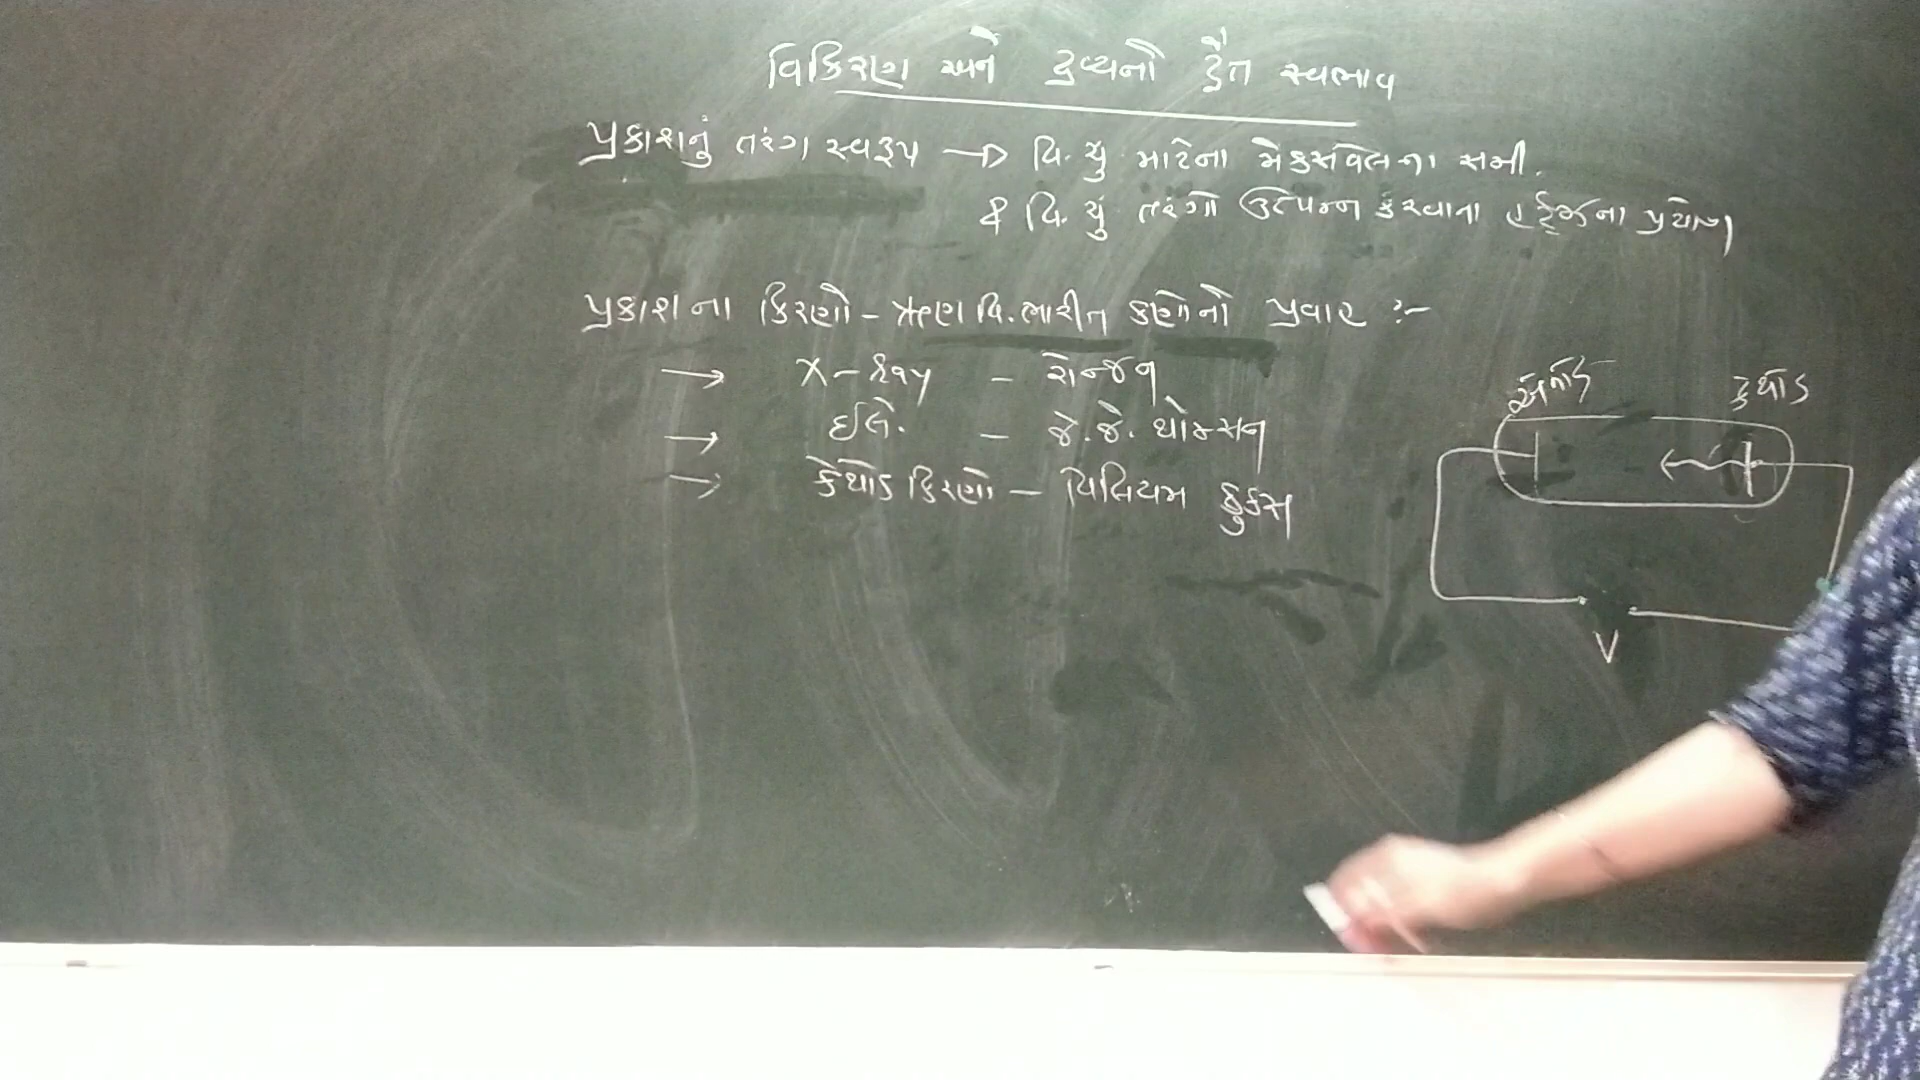 વિકિરણ અને દ્રવ્યનો દ્વૈત સ્વભાવ
પ્રકાશનું તરંગ સ્વરૂપ → વિ. ચું માટેના મેક્સવેલના સમી.
& વિ. ચું તરંગો ઉત્પન્ન કરવાના હર્ટ્ઝના પ્રયોગ
પ્રકાશના કિરણો - ઋણ વિ. ભારીત કણોનો પ્રવાહ :-
→ X - - રોન્જન
→ ઈલે. - જે. જે. થોમ્સન
→ કેથોડ કિરણો - વિલિયમ ક્રુક્સ
એનોડ કેથોડ
V